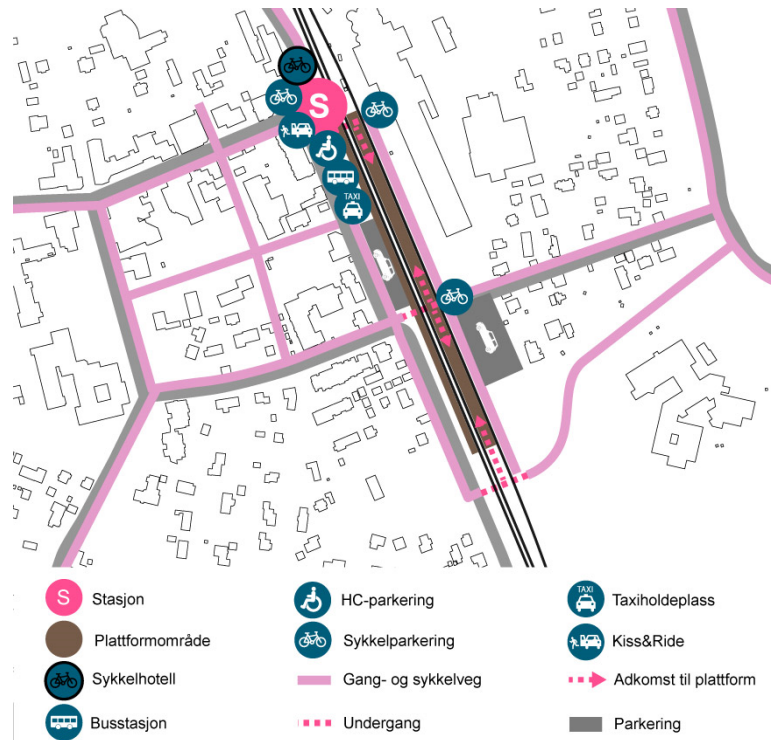 S
TAXI
S
Stasjon
HC-parkering
TAXI
Taxiholdeplass
Plattformområde
Sykkelparkering
Kiss&Ride
Sykkelhotell
Gang- og sykkelveg
Adkomst til plattform
Busstasjon
Undergang
Parkering